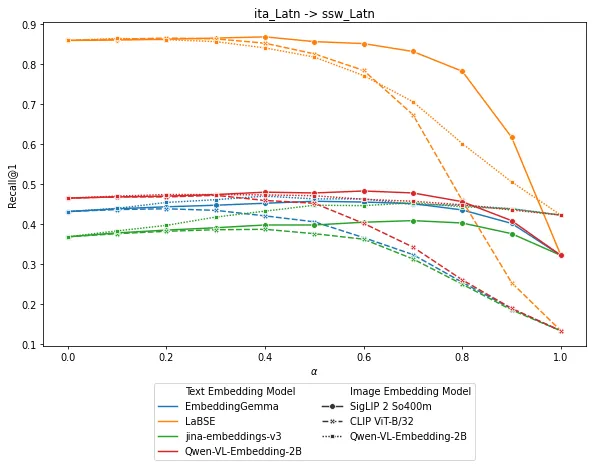 ita_Latn -> ssw_Latn
Recall@1
0.9
0.8
0.7
0.6
0.5
0.4
0.3
0.2
0.1
0.0 0.2 0.4 0.6 0.8 1.0
α
Text Embedding Model Image Embedding Model
EmbeddingGemma SigLIP 2 So400m
LaBSE CLIP ViT-B/32
jina-embeddings-v3 Qwen-VL-Embedding-2B
Qwen-VL-Embedding-2B